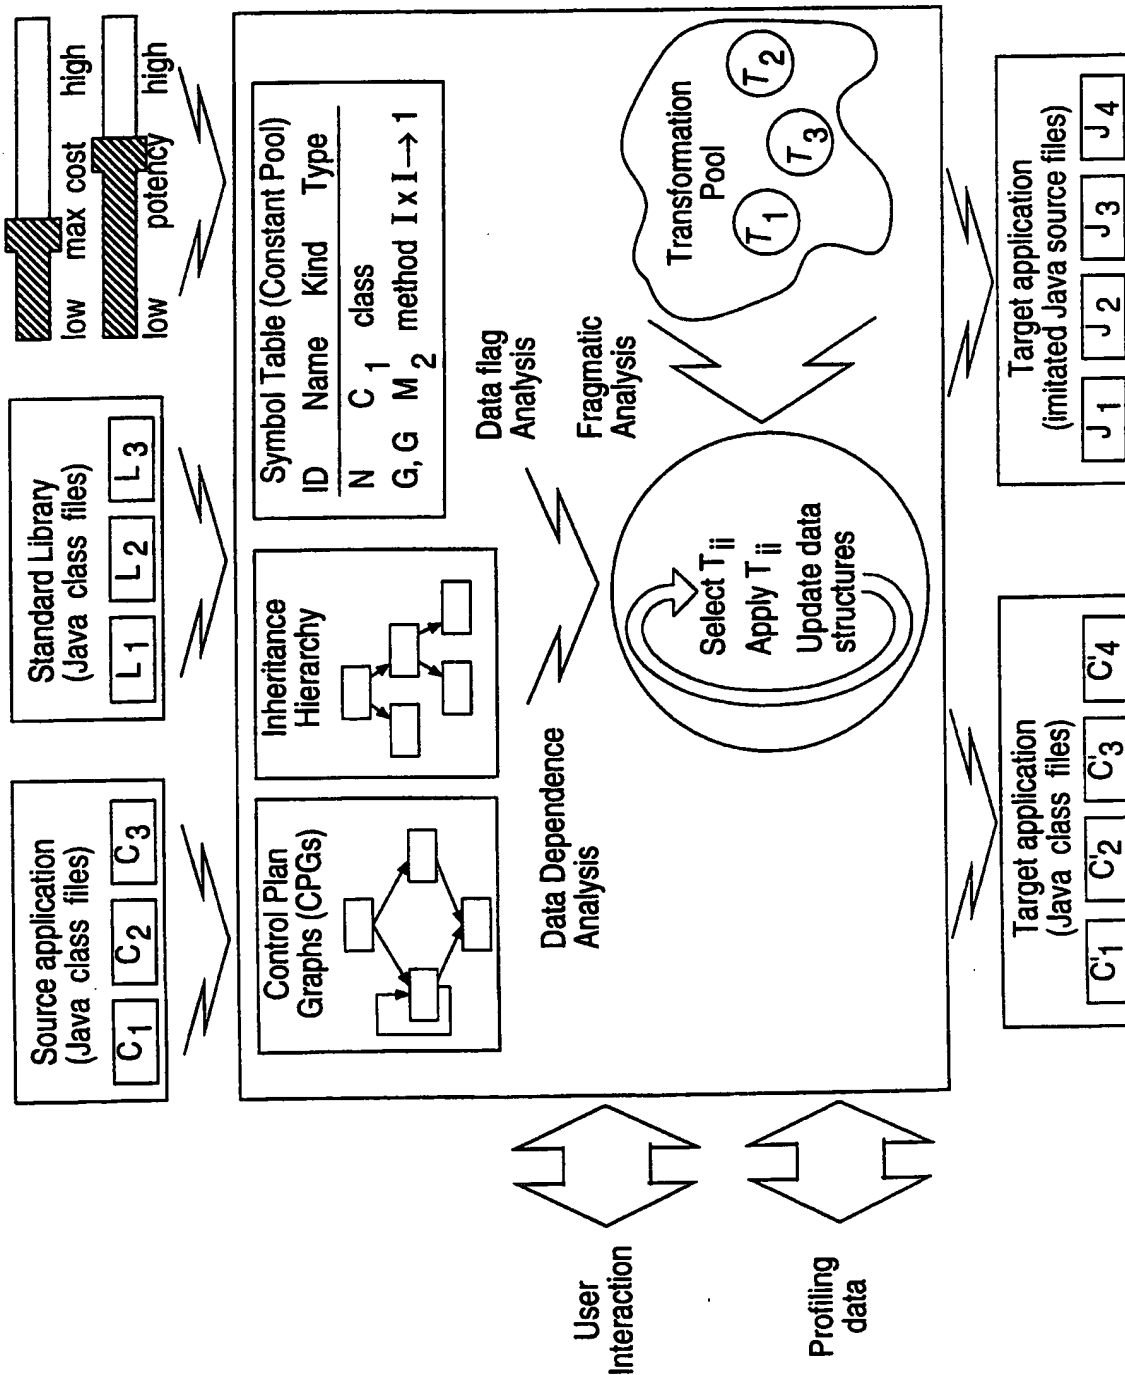 Source application
(Java class files)
C1 C2 C3
Standard Library
(Java class files)
L1 L2 L3
low max cost high
low potency high
Control Plan
Graphs (CPGs)
Inheritance
Hierarchy
Symbol Table (Constant Pool)
ID Name Kind Type
N C1 class
G, G M2 method I x I→1
Data Dependence
Analysis
Data flag
Analysis
Fragmatic
Analysis
User
Interaction
Profiling
data
Select Tii
Apply Tii
Update data
structures
Transformation
Pool
T1 T3 T2
Target application
(Java class files)
C'1 C'2 C'3 C'4
Target application
(imitated Java source files)
J1 J2 J3 J4